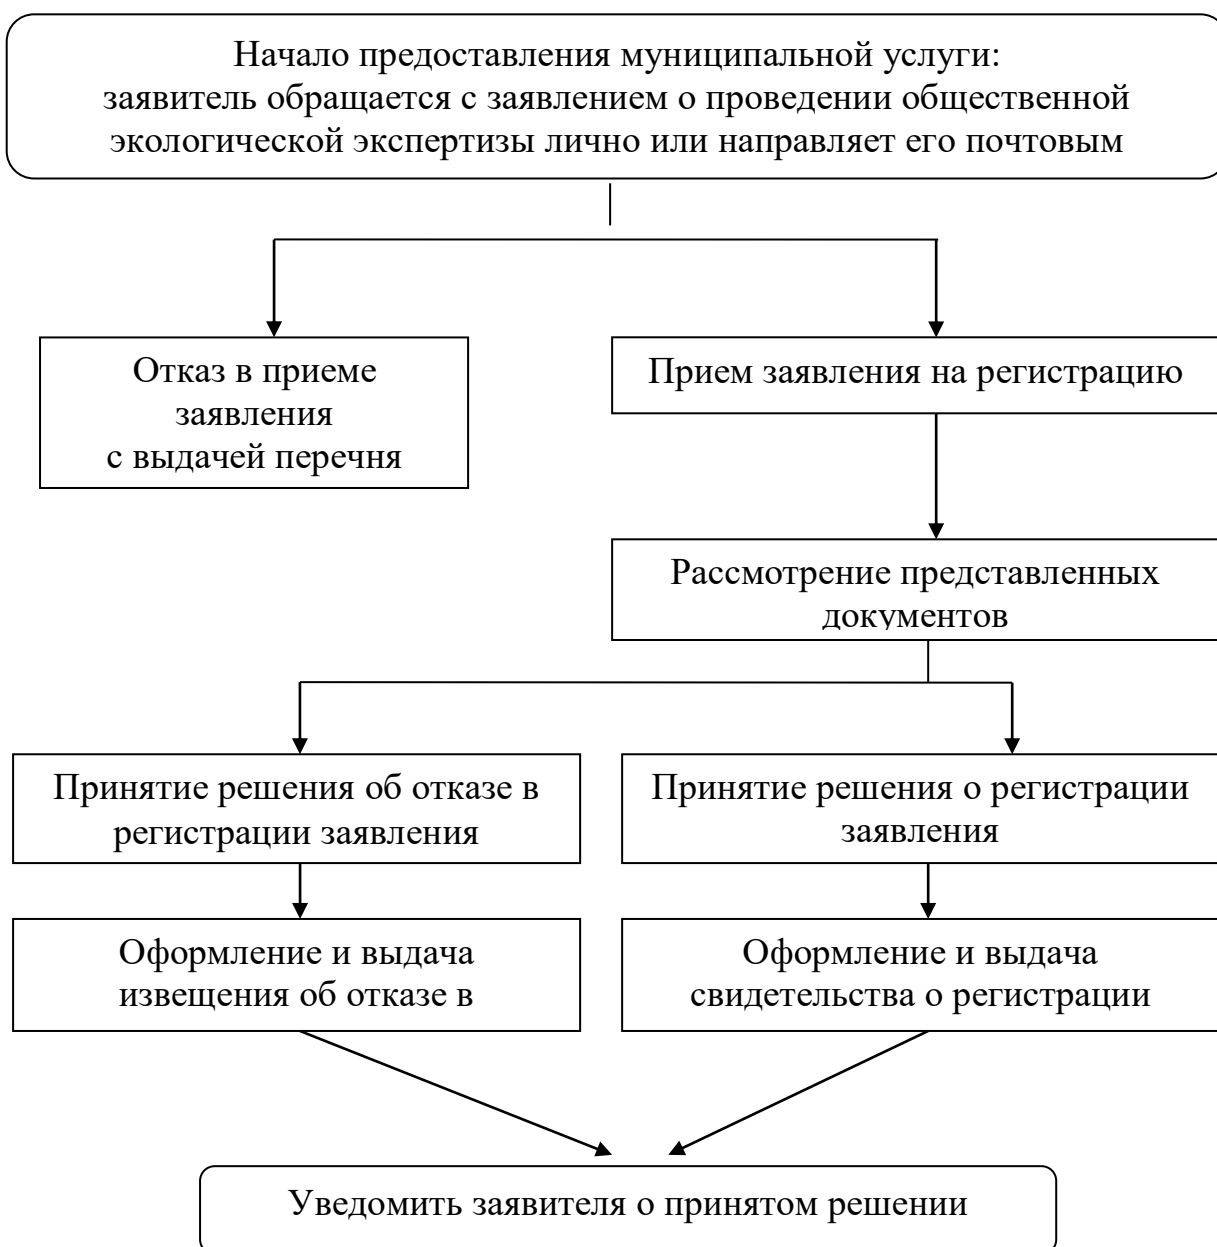 Начало предоставления муниципальной услуги:
заявитель обращается с заявлением о проведении общественной
экологической экспертизы лично или направляет его почтовым
Отказ в приеме
заявления
с выдачей перечня
Прием заявления на регистрацию
Рассмотрение представленных
документов
Принятие решения об отказе в
регистрации заявления
Принятие решения о регистрации
заявления
Оформление и выдача
извещения об отказе в
Оформление и выдача
свидетельства о регистрации
Уведомить заявителя о принятом решении